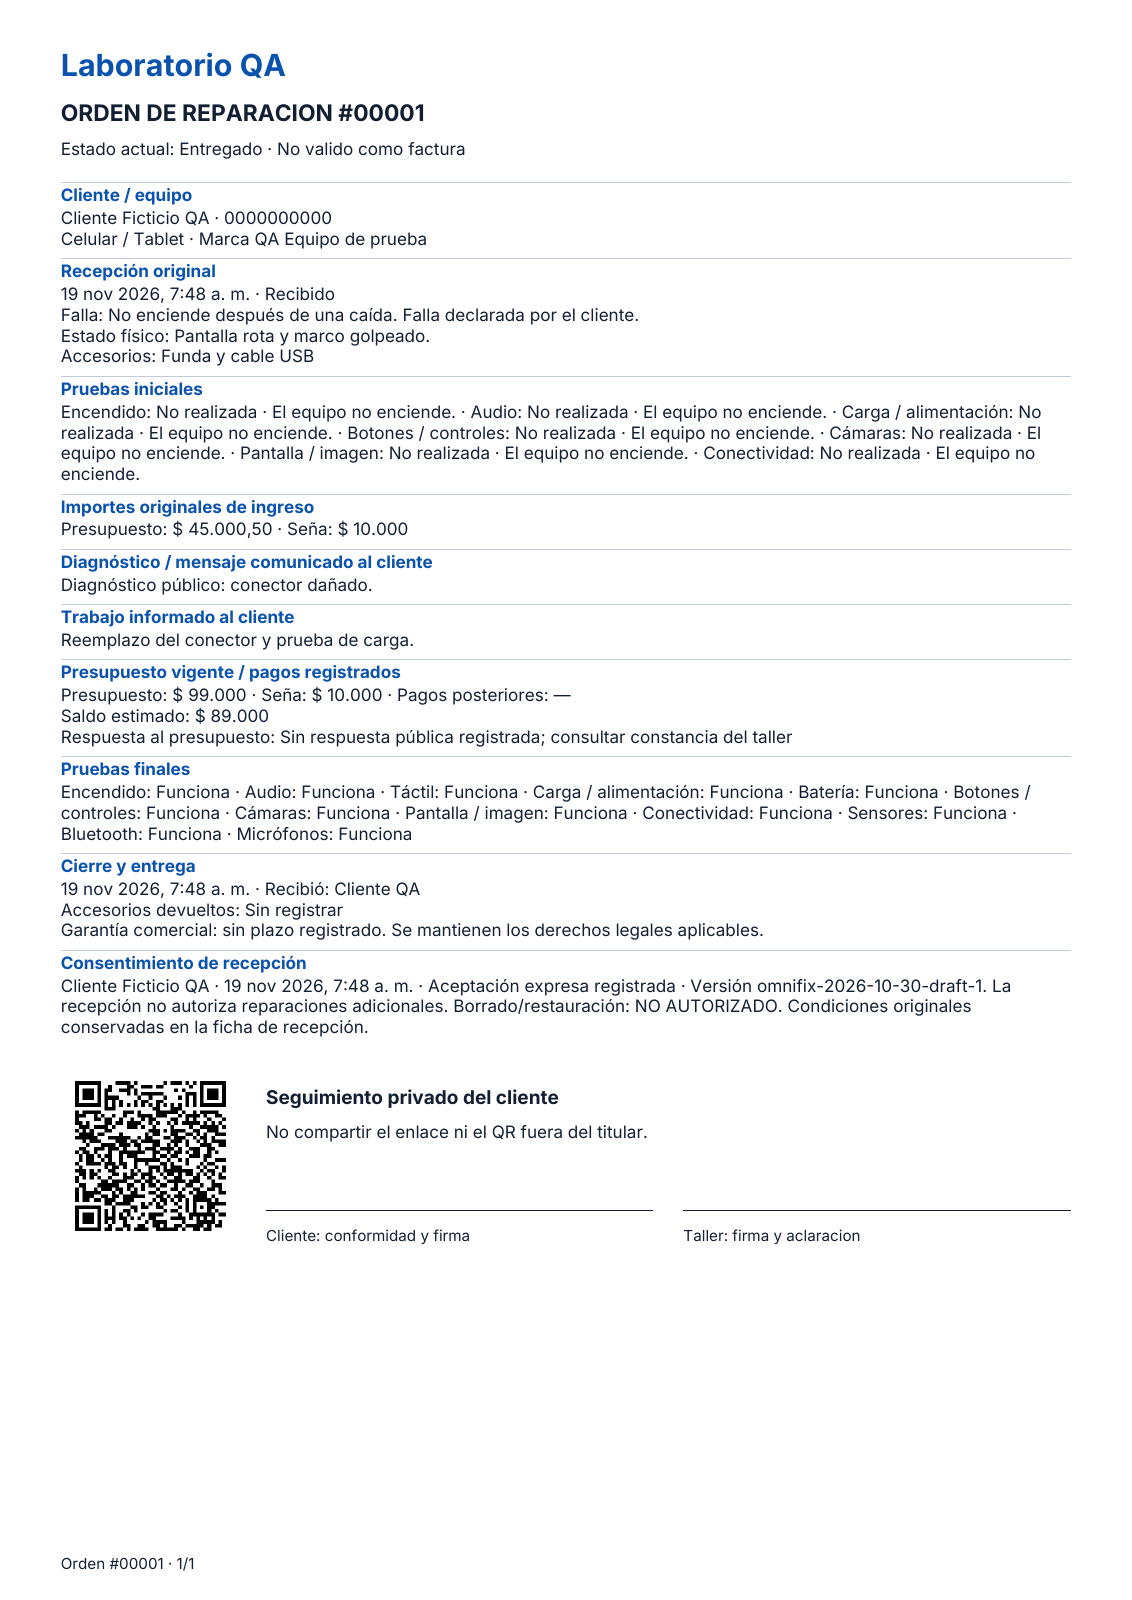 Laboratorio QA
ORDEN DE REPARACION #00001
Estado actual: Entregado · No valido como factura
Cliente / equipo
Cliente Ficticio QA · 0000000000
Celular / Tablet · Marca QA Equipo de prueba
Recepción original
19 nov 2026, 7:48 a. m. · Recibido
Falla: No enciende después de una caída. Falla declarada por el cliente.
Estado físico: Pantalla rota y marco golpeado.
Accesorios: Funda y cable USB
Pruebas iniciales
Encendido: No realizada · El equipo no enciende. · Audio: No realizada · El equipo no enciende. · Carga / alimentación: No
realizada · El equipo no enciende. · Botones / controles: No realizada · El equipo no enciende. · Cámaras: No realizada · El
equipo no enciende. · Pantalla / imagen: No realizada · El equipo no enciende. · Conectividad: No realizada · El equipo no
enciende.
Importes originales de ingreso
Presupuesto: $ 45.000,50 · Seña: $ 10.000
Diagnóstico / mensaje comunicado al cliente
Diagnóstico público: conector dañado.
Trabajo informado al cliente
Reemplazo del conector y prueba de carga.
Presupuesto vigente / pagos registrados
Presupuesto: $ 99.000 · Seña: $ 10.000 · Pagos posteriores: —
Saldo estimado: $ 89.000
Respuesta al presupuesto: Sin respuesta pública registrada; consultar constancia del taller
Pruebas finales
Encendido: Funciona · Audio: Funciona · Táctil: Funciona · Carga / alimentación: Funciona · Batería: Funciona · Botones /
controles: Funciona · Cámaras: Funciona · Pantalla / imagen: Funciona · Conectividad: Funciona · Sensores: Funciona ·
Bluetooth: Funciona · Micrófonos: Funciona
Cierre y entrega
19 nov 2026, 7:48 a. m. · Recibió: Cliente QA
Accesorios devueltos: Sin registrar
Garantía comercial: sin plazo registrado. Se mantienen los derechos legales aplicables.
Consentimiento de recepción
Cliente Ficticio QA · 19 nov 2026, 7:48 a. m. · Aceptación expresa registrada · Versión omnifix-2026-10-30-draft-1. La
recepción no autoriza reparaciones adicionales. Borrado/restauración: NO AUTORIZADO. Condiciones originales
conservadas en la ficha de recepción.
Seguimiento privado del cliente
No compartir el enlace ni el QR fuera del titular.
Cliente: conformidad y firma
Taller: firma y aclaracion
Orden #00001 · 1/1